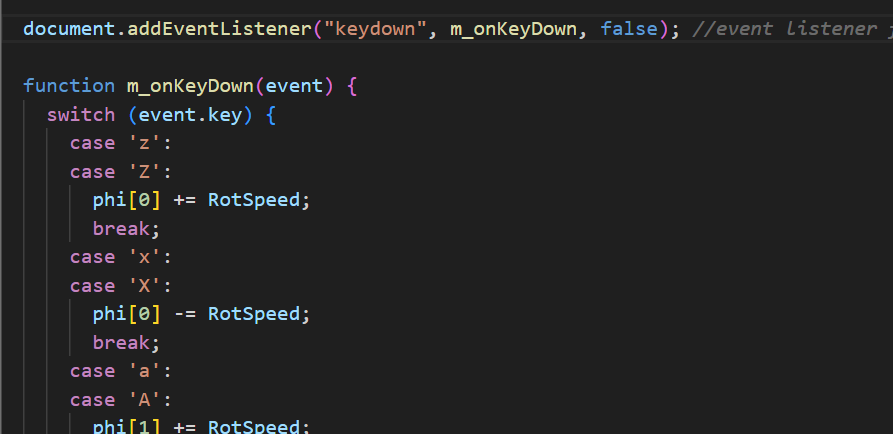 document.addEventListener("keydown", m_onKeyDown, false); //event listener
function m_onKeyDown(event) {
switch (event.key) {
case 'z':
case 'Z':
phi[0] += RotSpeed;
break;
case 'x':
case 'X':
phi[0] -= RotSpeed;
break;
case 'a':
case 'A':
phi[1] += RotSpeed;